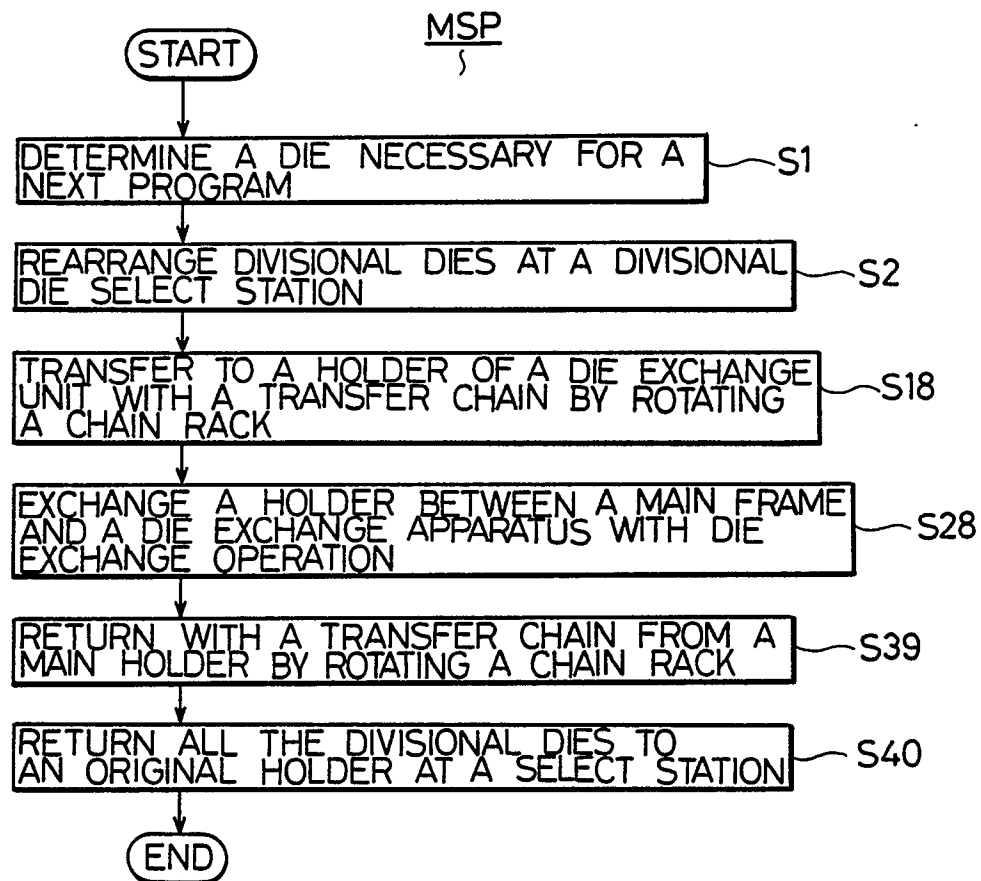 MSP
START
DETERMINE A DIE NECESSARY FOR A
NEXT PROGRAM
S1
REARRANGE DIVISIONAL DIES AT A DIVISIONAL
DIE SELECT STATION
S2
TRANSFER TO A HOLDER OF A DIE EXCHANGE
UNIT WITH A TRANSFER CHAIN BY ROTATING
A CHAIN RACK
S18
EXCHANGE A HOLDER BETWEEN A MAIN FRAME
AND A DIE EXCHANGE APPARATUS WITH DIE
EXCHANGE OPERATION
S28
RETURN WITH A TRANSFER CHAIN FROM A
MAIN HOLDER BY ROTATING A CHAIN RACK
S39
RETURN ALL THE DIVISIONAL DIES TO
AN ORIGINAL HOLDER AT A SELECT STATION
S40
END